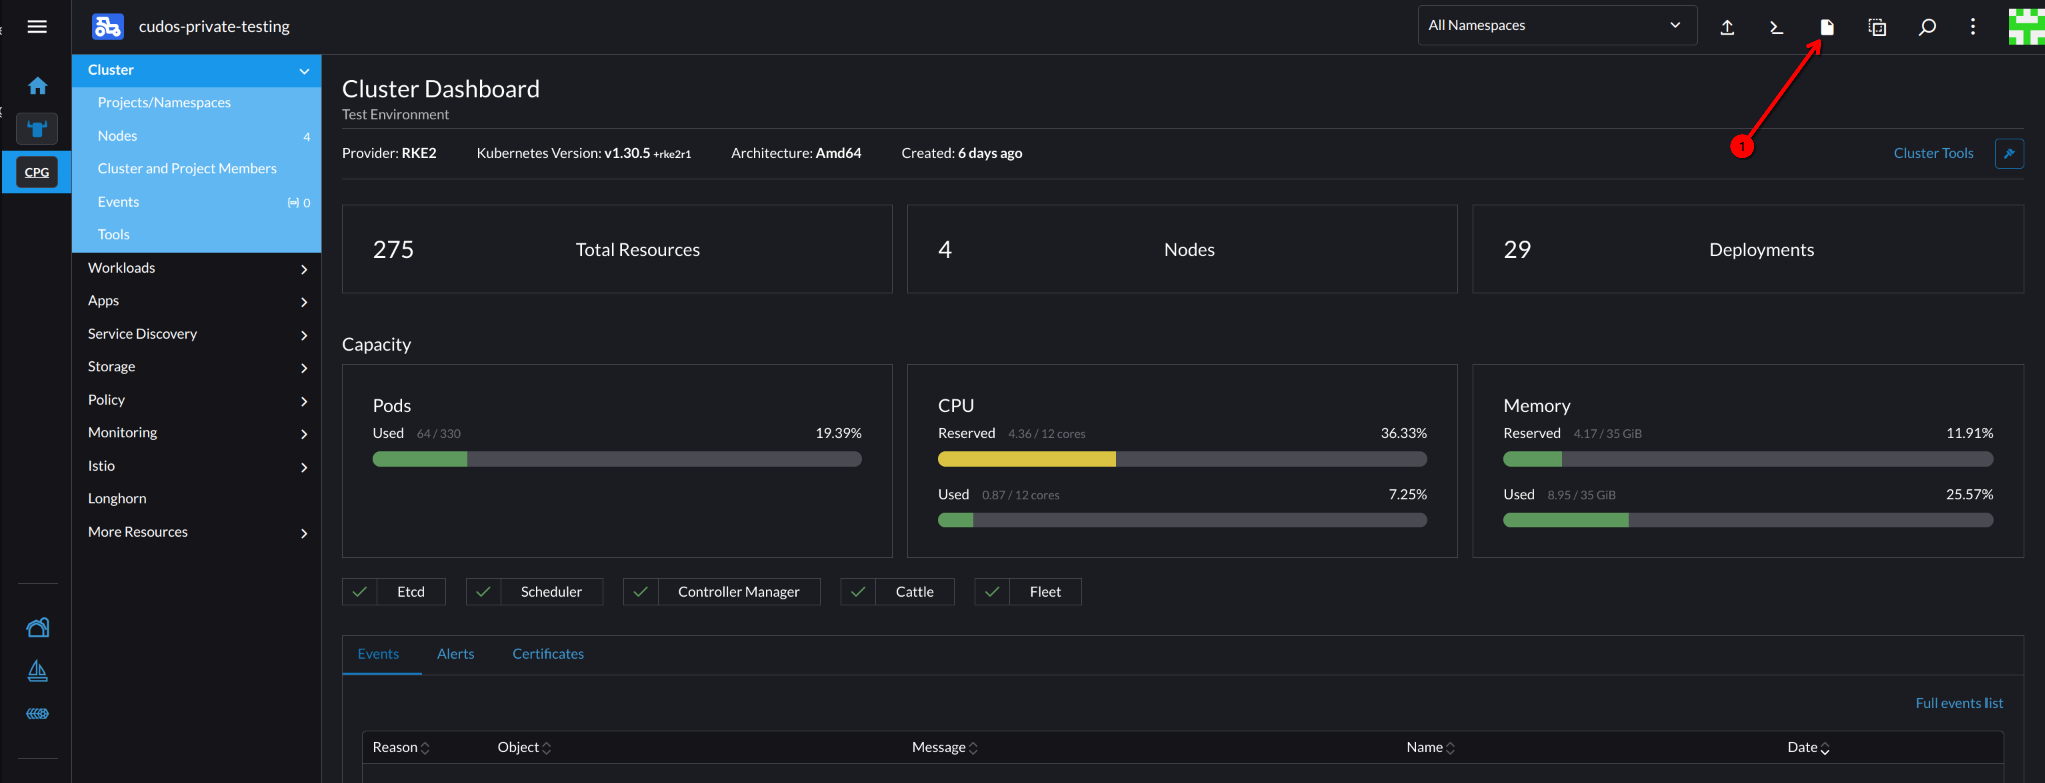 cudos-private-testing
All Namespaces
Cluster
Projects/Namespaces
Nodes 4
Cluster and Project Members
Events 0
Tools
CPG
Workloads
Apps
Service Discovery
Storage
Policy
Monitoring
Istio
Longhorn
More Resources
Cluster Dashboard
Test Environment
1
Provider: RKE2 Kubernetes Version: v1.30.5 +rke2r1 Architecture: Amd64 Created: 6 days ago Cluster Tools
275 Total Resources
4 Nodes
29 Deployments
Capacity
Pods
Used 64 / 330 19.39%
CPU
Reserved 4.36 / 12 cores 36.33%
Used 0.87 / 12 cores 7.25%
Memory
Reserved 4.17 / 35 GiB 11.91%
Used 8.95 / 35 GiB 25.57%
Etcd Scheduler Controller Manager Cattle Fleet
Events Alerts Certificates
Full events list
Reason Object Message Name Date